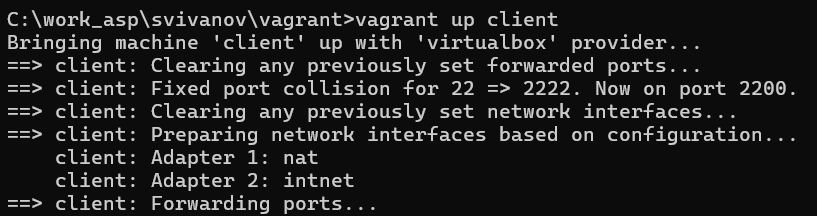 C:\work_asp\svivanov\vagrant>vagrant up client
Bringing machine 'client' up with 'virtualbox' provider...
==> client: Clearing any previously set forwarded ports...
==> client: Fixed port collision for 22 => 2222. Now on port 2200.
==> client: Clearing any previously set network interfaces...
==> client: Preparing network interfaces based on configuration...
    client: Adapter 1: nat
    client: Adapter 2: intnet
==> client: Forwarding ports...